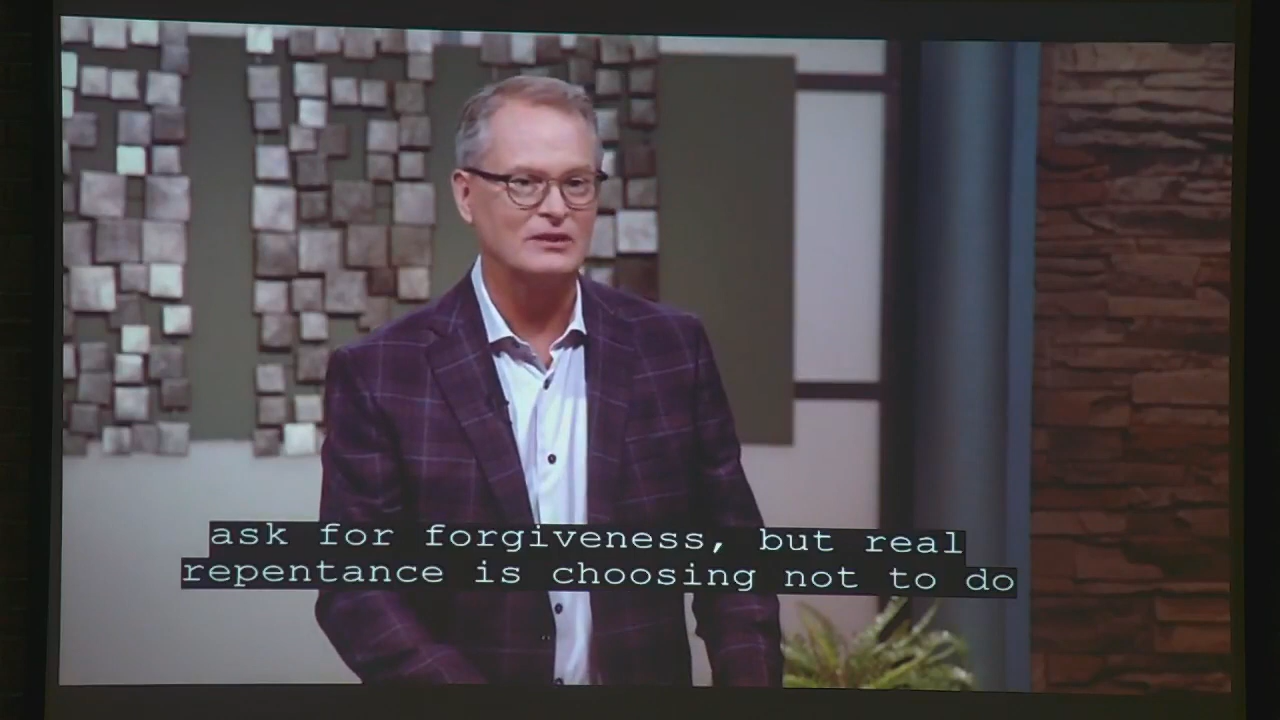 ask for forgiveness, but real
repentance is choosing not to do